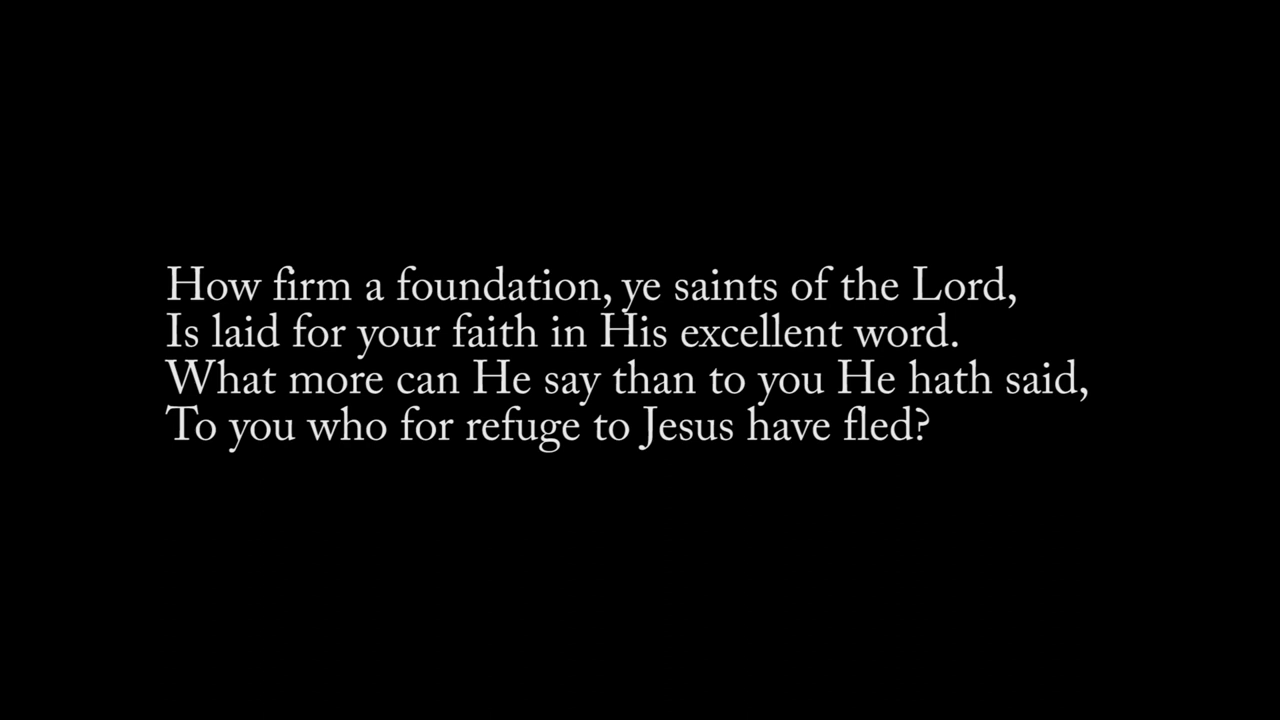 How firm a foundation, ye saints of the Lord,
Is laid for your faith in His excellent word.
What more can He say than to you He hath said,
To you who for refuge to Jesus have fled?